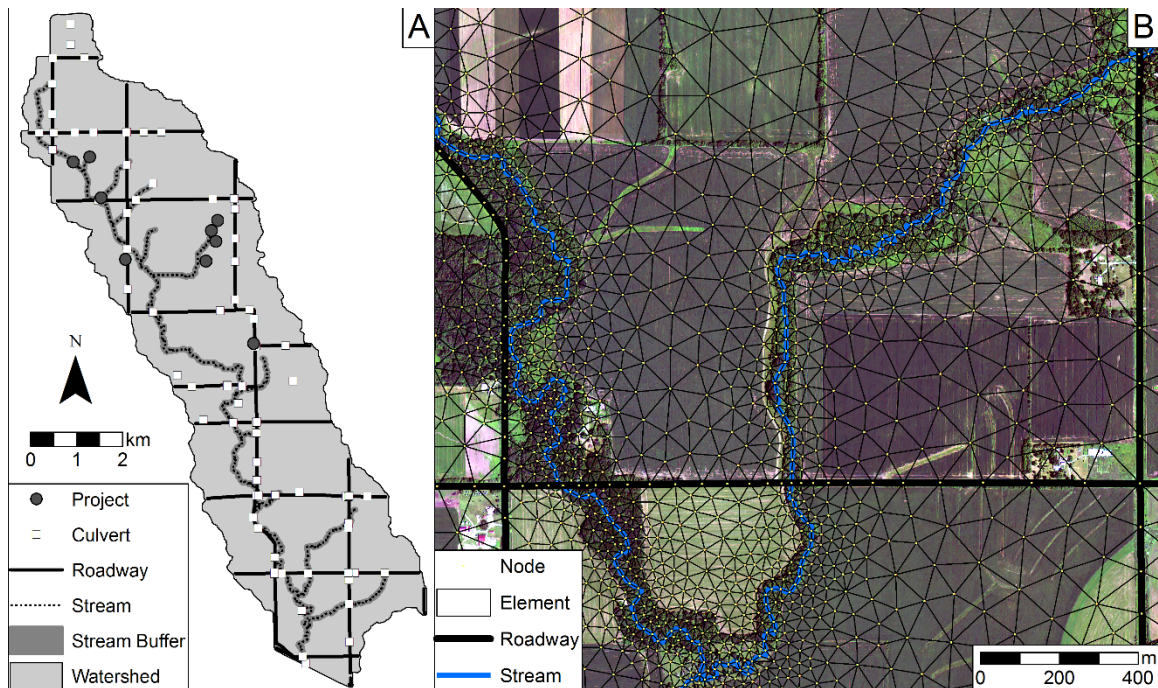 A
N
km
0 1 2
Project
Culvert
Roadway
Stream
Stream Buffer
Watershed
B
Node
Element
Roadway
Stream
m
0 200 400